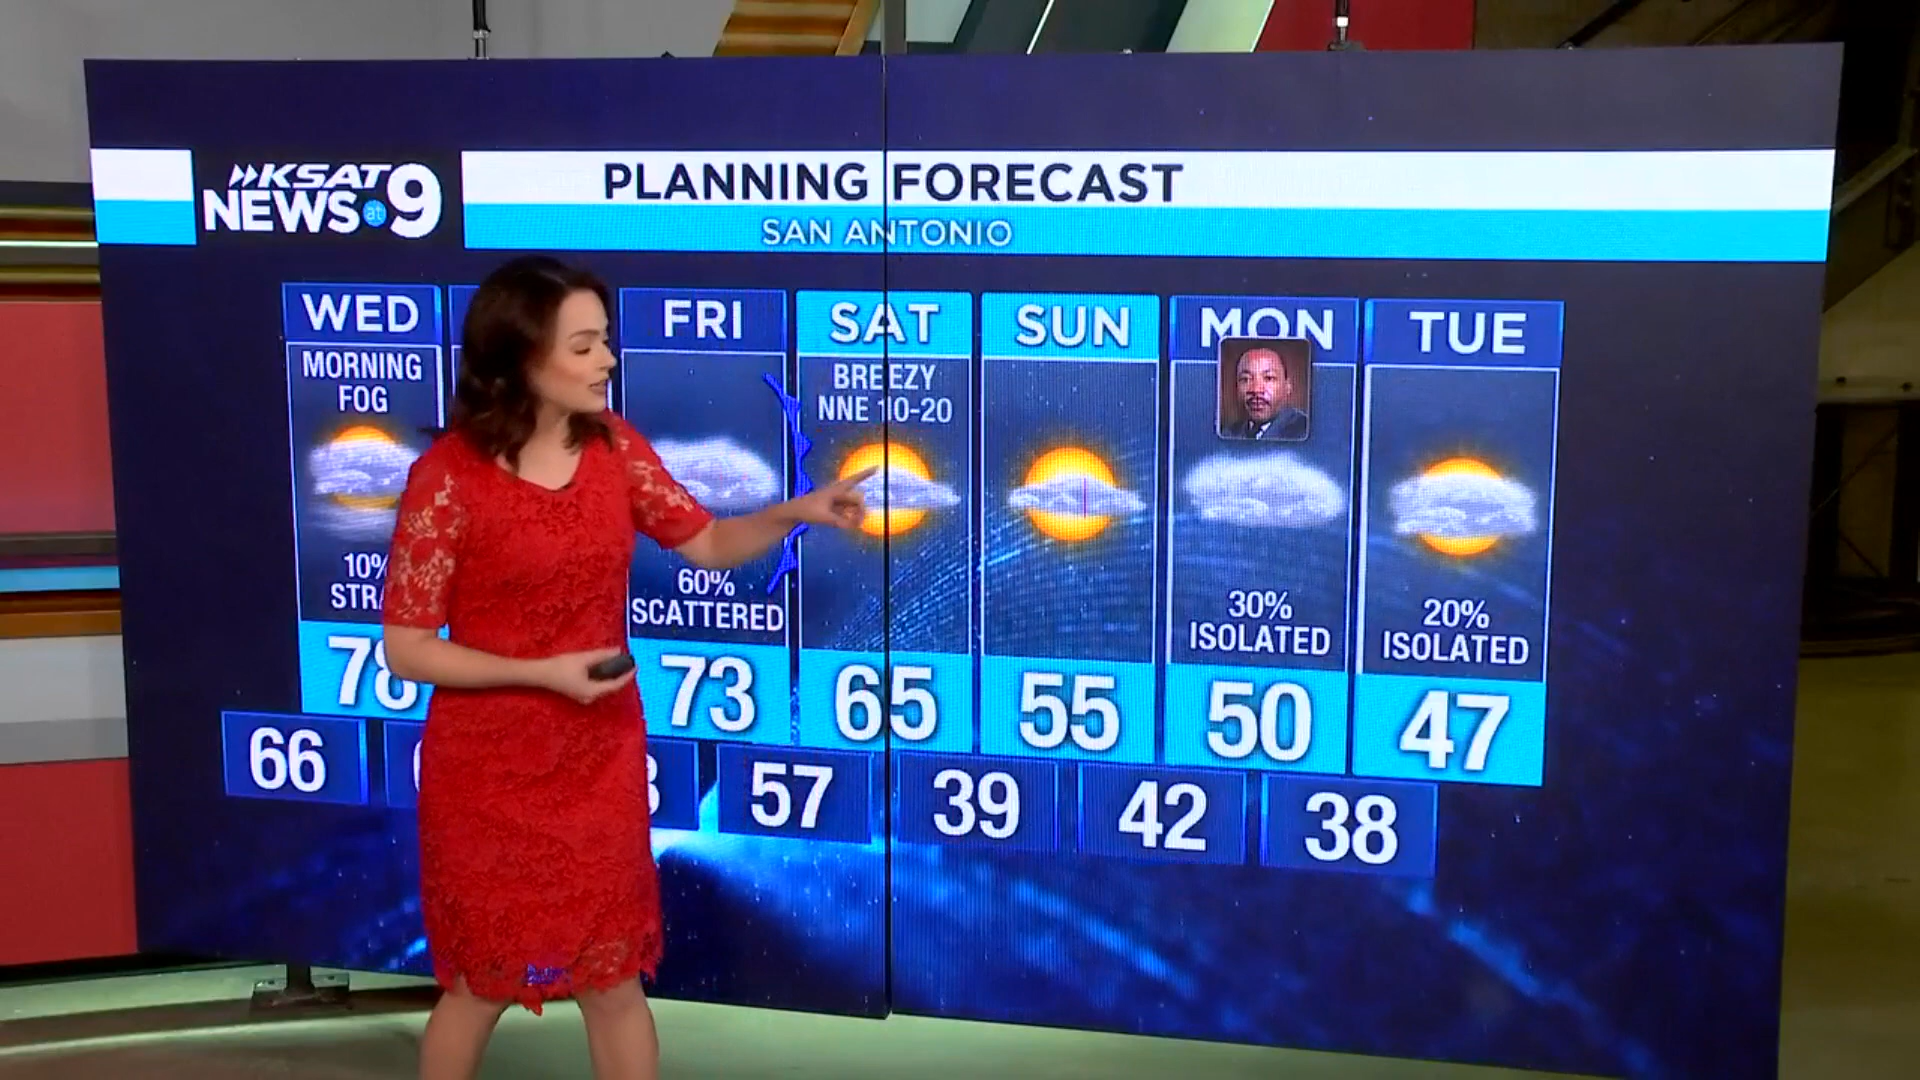 KSAT
NEWS at 9
PLANNING FORECAST
SAN ANTONIO
WED
MORNING
FOG
10%
78
66
FRI
60%
SCATTERED
73
SAT
BREEZY
NNE 10-20
65
57
SUN
55
39
MON
30%
ISOLATED
50
42
TUE
20%
ISOLATED
47
38